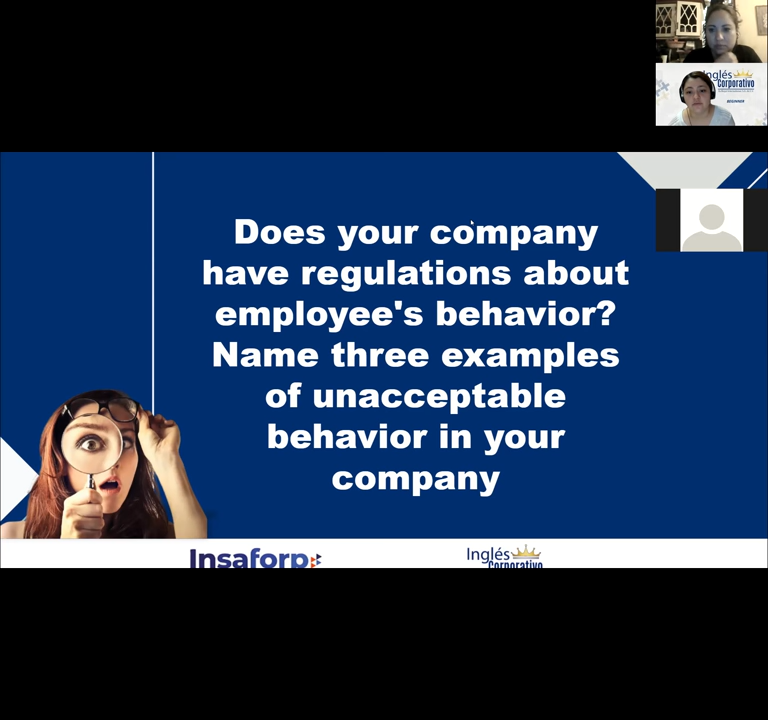 Inglés
Corporativo
BEGINNER
Does your company
have regulations about
employee's behavior?
Name three examples
of unacceptable
behavior in your
company
Insaforp
Inglés
Corporativo